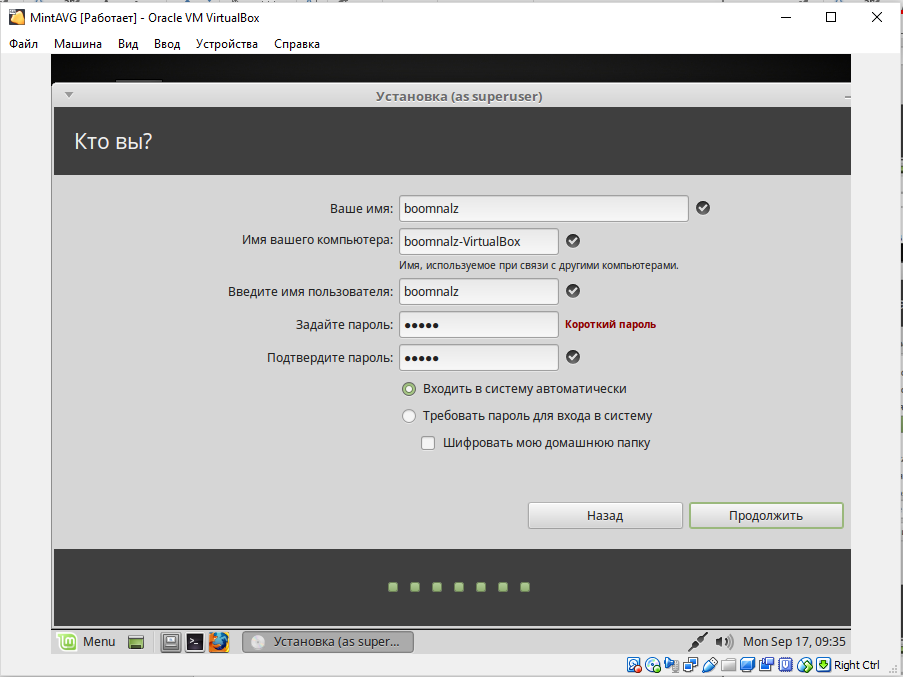 MintAVG [Работает] - Oracle VM VirtualBox
Файл Машина Вид Ввод Устройства Справка
Установка (as superuser)
Кто вы?
Ваше имя: boomnalz
Имя вашего компьютера: boomnalz-VirtualBox
Имя, используемое при связи с другими компьютерами.
Введите имя пользователя: boomnalz
Задайте пароль: ●●●●● Короткий пароль
Подтвердите пароль: ●●●●●
Входить в систему автоматически
Требовать пароль для входа в систему
Шифровать мою домашнюю папку
Назад Продолжить
Menu Установка (as super... Mon Sep 17, 09:35
Right Ctrl